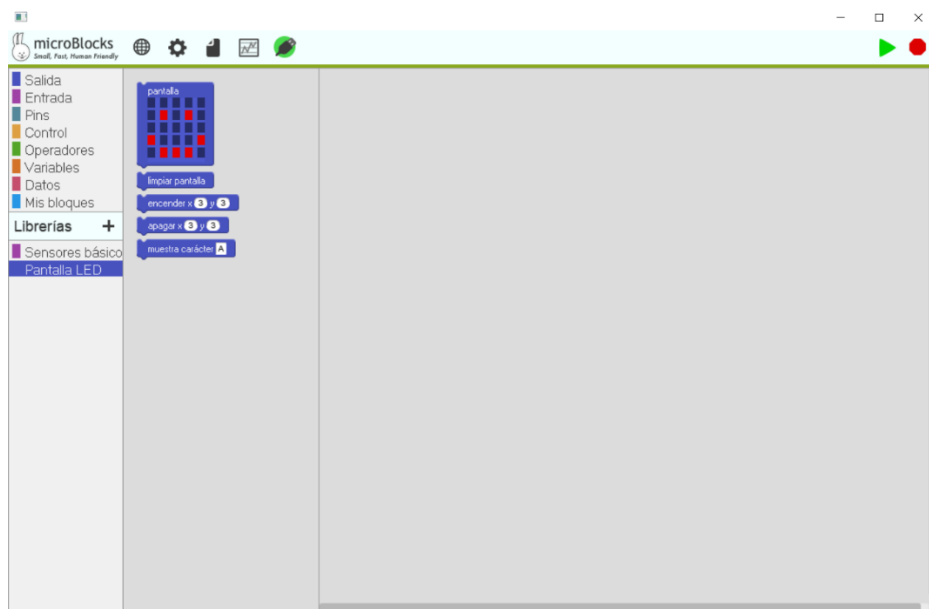 microBlocks
Small, Fast, Human Friendly
Salida
Entrada
Pins
Control
Operadores
Variables
Datos
Mis bloques
Librerías +
Sensores básico
Pantalla LED
pantalla
limpiar pantalla
encender x 3 y 3
apagar x 3 y 3
muestra carácter A